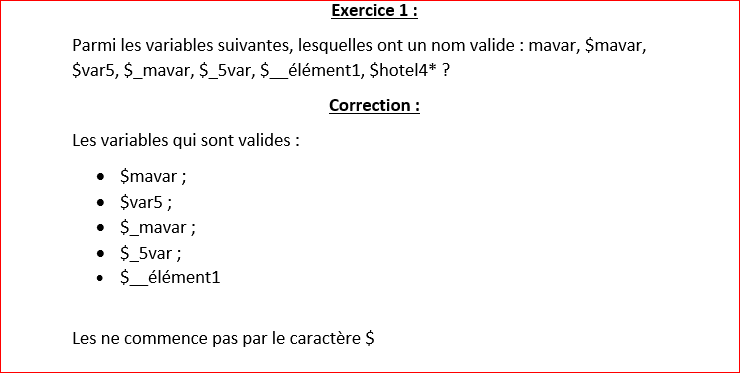 Exercice 1 :
Parmi les variables suivantes, lesquelles ont un nom valide : mavar, $mavar,
$var5, $_mavar, $_5var, $__élément1, $hotel4* ?
Correction :
Les variables qui sont valides :
• $mavar ;
• $var5 ;
• $_mavar ;
• $_5var ;
• $__élément1
Les ne commence pas par le caractère $